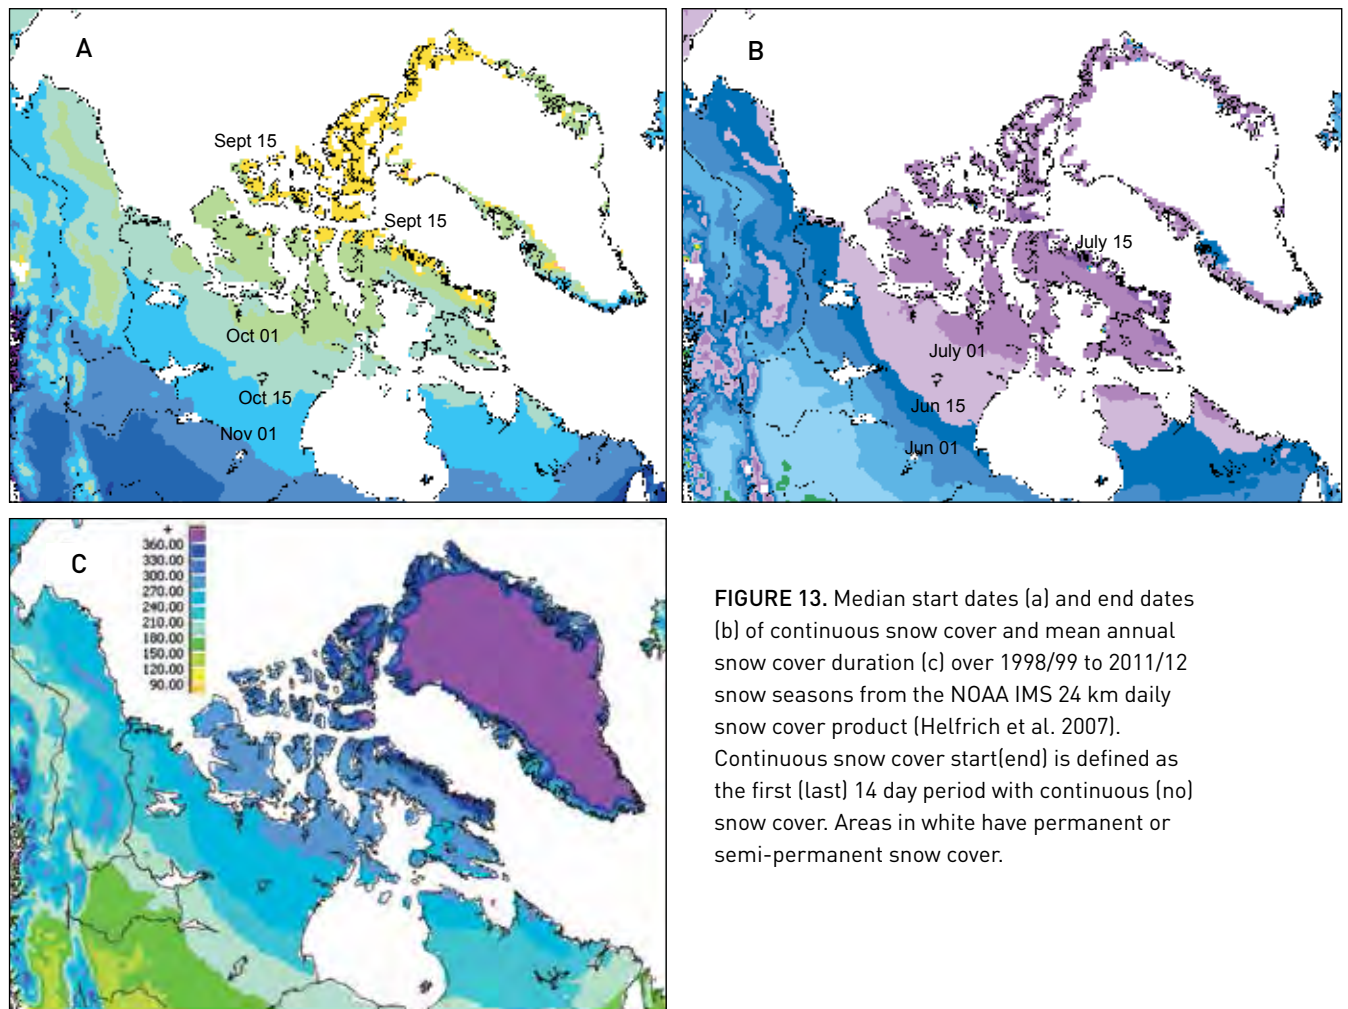 A
Sept 15
Sept 15
Oct 01
Oct 15
Nov 01
B
July 15
July 01
Jun 15
Jun 01
C
+
360.00
330.00
300.00
270.00
240.00
210.00
180.00
150.00
120.00
90.00
FIGURE 13. Median start dates (a) and end dates
(b) of continuous snow cover and mean annual
snow cover duration (c) over 1998/99 to 2011/12
snow seasons from the NOAA IMS 24 km daily
snow cover product (Helfrich et al. 2007).
Continuous snow cover start(end) is defined as
the first (last) 14 day period with continuous (no)
snow cover. Areas in white have permanent or
semi-permanent snow cover.